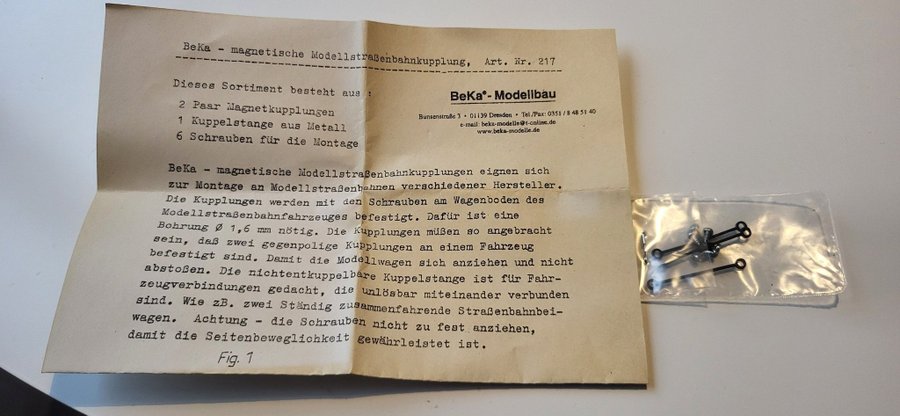 BeKa - magnetische Modellstraßenbahnkupplung, Art. Nr. 217
Dieses Sortiment besteht aus :
2 Paar Magnetkupplungen
1 Kuppelstange aus Metall
6 Schrauben für die Montage
BeKa®- Modellbau
Bunsenstraße 3 • 01139 Dresden • Tel./Fax: 0351 / 8 48 51 40
e-mail: beka-modelle@t-online.de
www.beka-modelle.de
BeKa - magnetische Modellstraßenbahnkupplungen eignen sich
zur Montage an Modellstraßenbahnen verschiedener Hersteller.
Die Kupplungen werden mit den Schrauben am Wagenboden des
Modellstraßenbahnfahrzeuges befestigt. Dafür ist eine
Bohrung Ø 1,6 mm nötig. Die Kupplungen müßen so angebracht
sein, daß zwei gegenpolige Kupplungen an einem Fahrzeug
befestigt sind. Damit die Modellwagen sich anziehen und nicht
abstoßen. Die nichtentkuppelbare Kuppelstange ist für Fahr-
zeugverbindungen gedacht, die unlösbar miteinander verbunden
sind. Wie zB. zwei Ständig zusammenfahrende Straßenbahnbei-
wagen. Achtung - die Schrauben nicht zu fest anziehen,
damit die Seitenbeweglichkeit gewährleistet ist.
Fig. 1